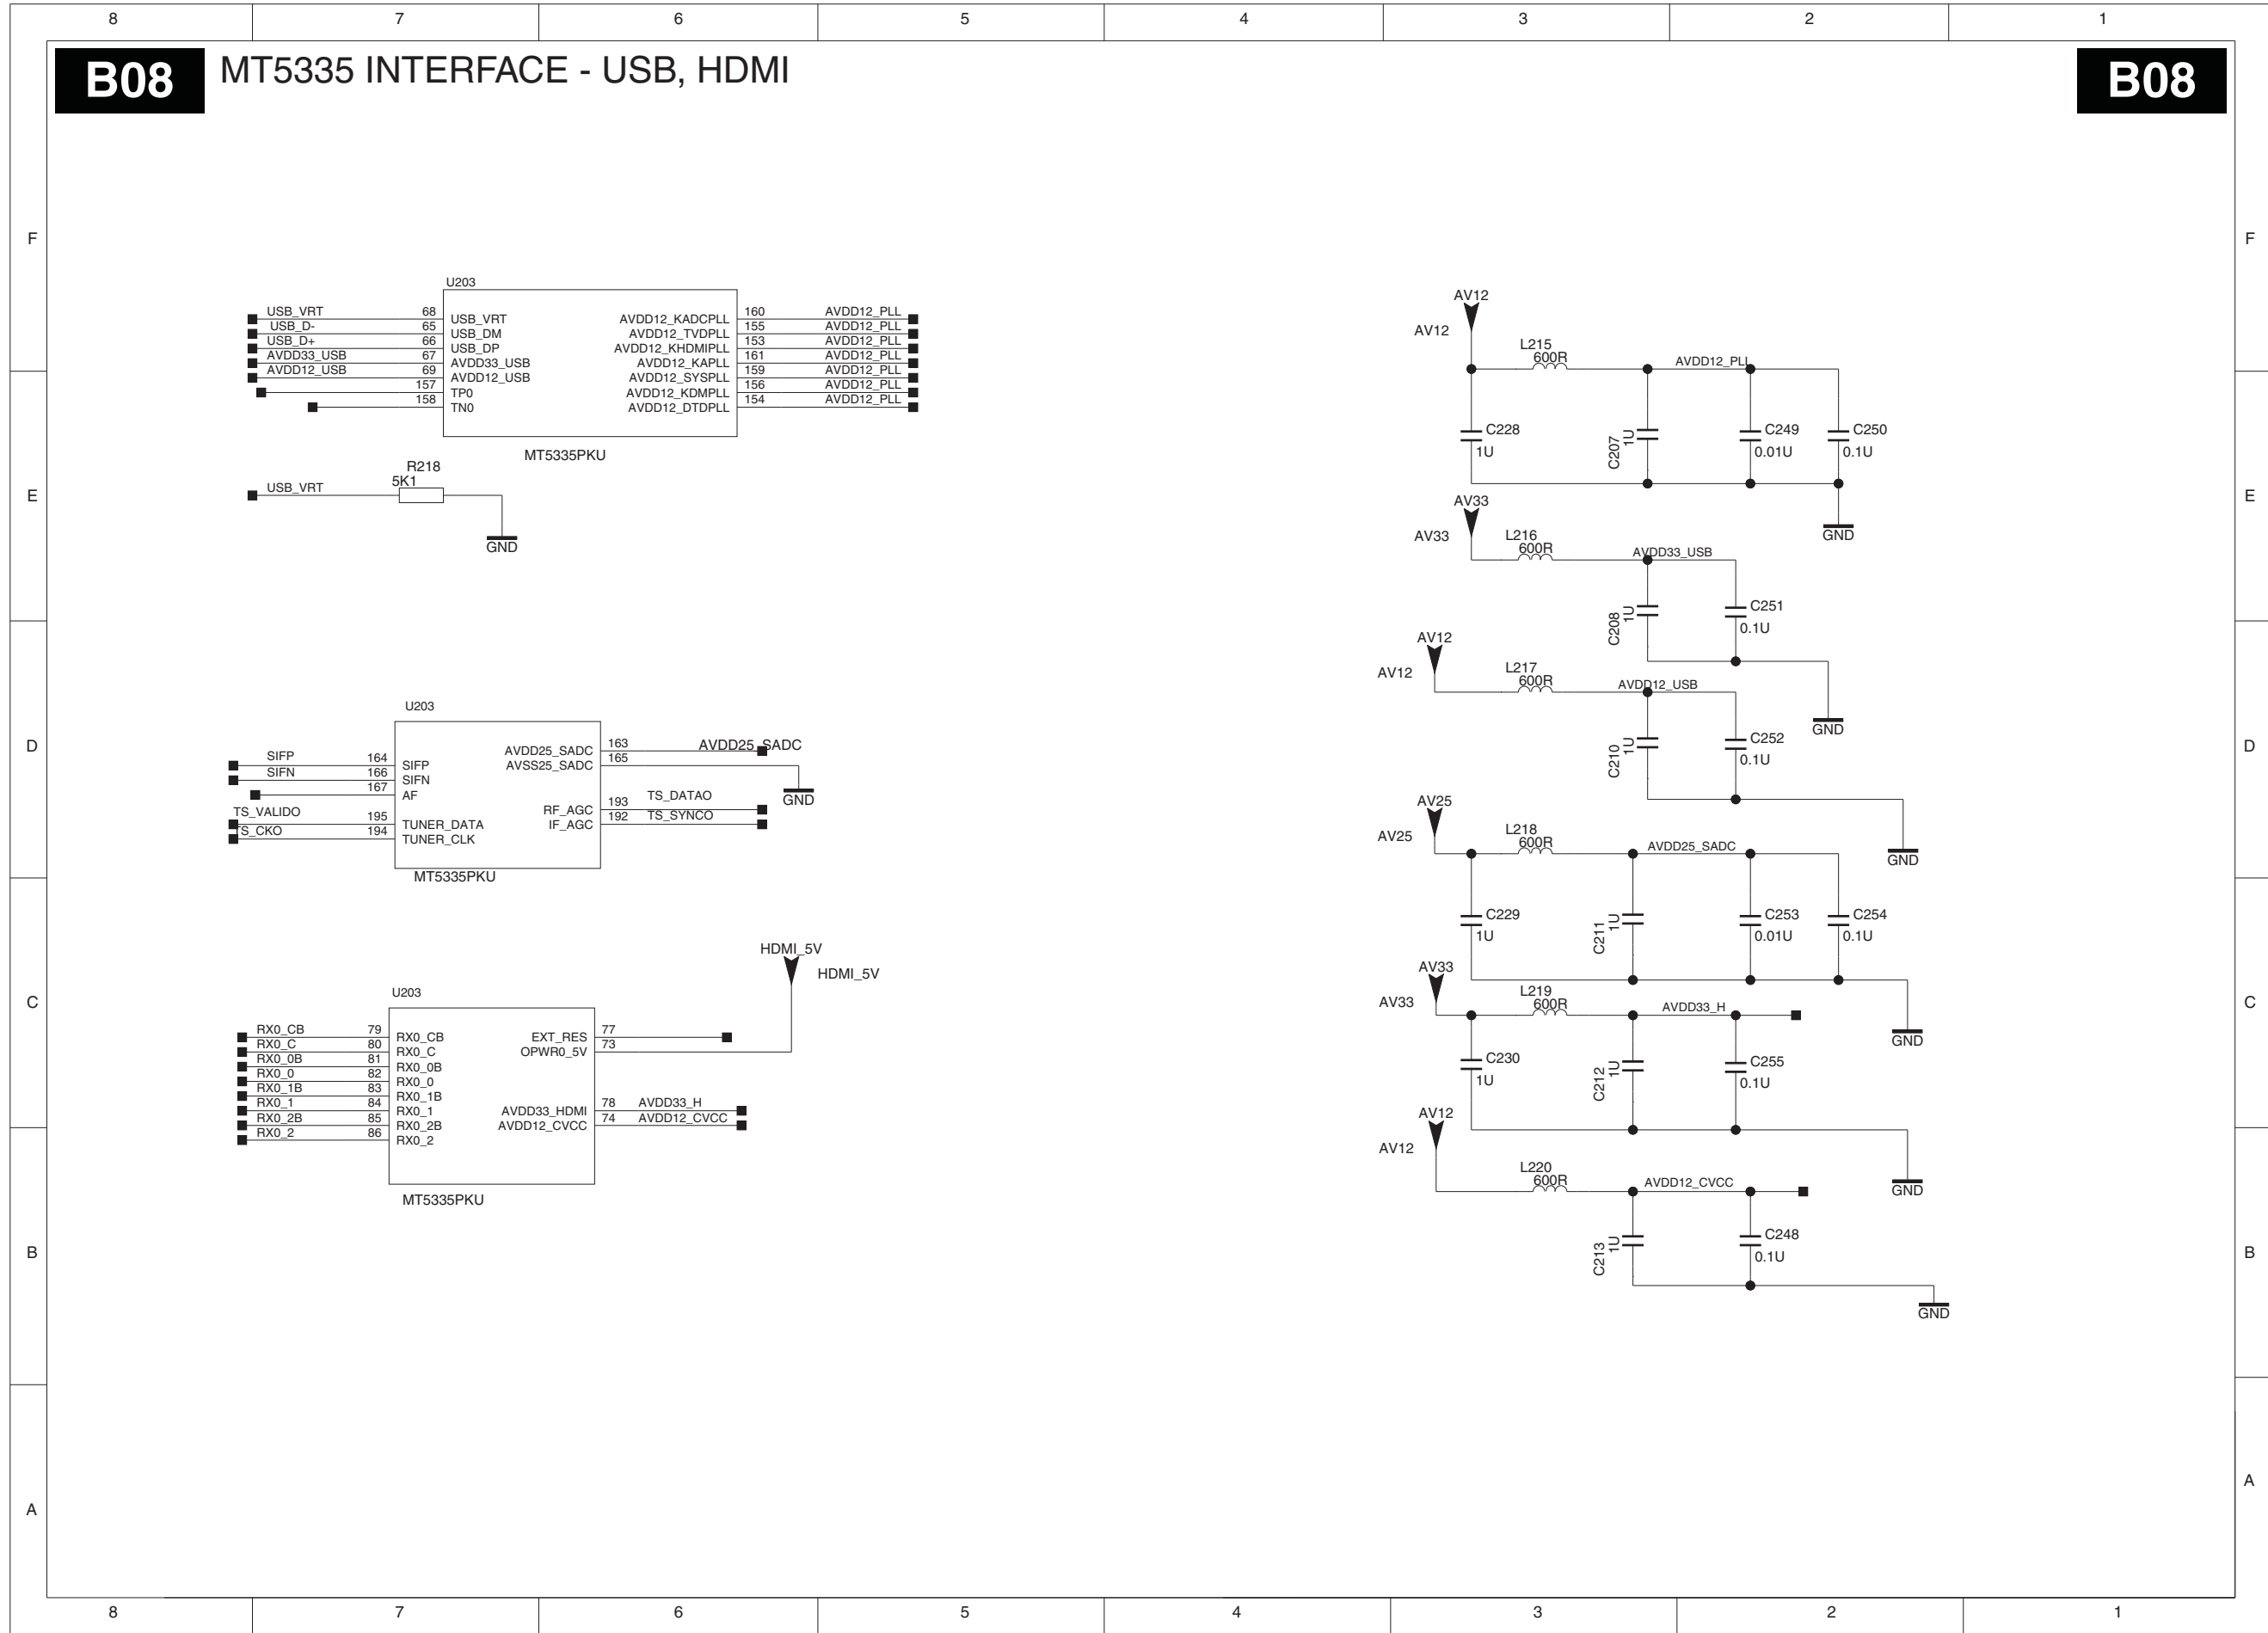 8 7 6 5 4 3 2 1
B08 MT5335 INTERFACE - USB, HDMI B08
F F
U203
USB_VRT 68 USB_VRT AVDD12_KADCPLL 160 AVDD12_PLL
USB_D- 65 USB_DM AVDD12_TVDPLL 155 AVDD12_PLL
USB_D+ 66 USB_DP AVDD12_KHDMIPLL 153 AVDD12_PLL
AVDD33_USB 67 AVDD33_USB AVDD12_KAPLL 161 AVDD12_PLL
AVDD12_USB 69 AVDD12_USB AVDD12_SYSPLL 159 AVDD12_PLL
157 TP0 AVDD12_KDMPLL 156 AVDD12_PLL
158 TN0 AVDD12_DTDPLL 154 AVDD12_PLL
MT5335PKU
R218
5K1
USB_VRT
GND
E E
AV12
AV12
L215
600R
AVDD12_PLL
C228
1U
C207
1U
C249
0.01U
C250
0.1U
GND
AV33
AV33
L216
600R
AVDD33_USB
C208
1U
C251
0.1U
GND
AV12
AV12
L217
600R
AVDD12_USB
C210
1U
C252
0.1U
GND
D D
U203
SIFP 164 SIFP AVDD25_SADC 163 AVDD25_SADC
SIFN 166 SIFN AVSS25_SADC 165
167 AF
GND
TS_VALIDO 195 TUNER_DATA RF_AGC 193 TS_DATAO
TS_CKO 194 TUNER_CLK IF_AGC 192 TS_SYNCO
MT5335PKU
AV25
AV25
L218
600R
AVDD25_SADC
C229
1U
C211
1U
C253
0.01U
C254
0.1U
GND
C C
HDMI_5V
HDMI_5V
U203
RX0_CB 79 RX0_CB EXT_RES 77
RX0_C 80 RX0_C OPWR0_5V 73
RX0_0B 81 RX0_0B
RX0_0 82 RX0_0
RX0_1B 83 RX0_1B
RX0_1 84 RX0_1 AVDD33_HDMI 78 AVDD33_H
RX0_2B 85 RX0_2B AVDD12_CVCC 74 AVDD12_CVCC
RX0_2 86 RX0_2
MT5335PKU
AV33
AV33
L219
600R
AVDD33_H
C230
1U
C212
1U
C255
0.1U
GND
AV12
AV12
L220
600R
AVDD12_CVCC
C213
1U
C248
0.1U
GND
B B
A A
8 7 6 5 4 3 2 1